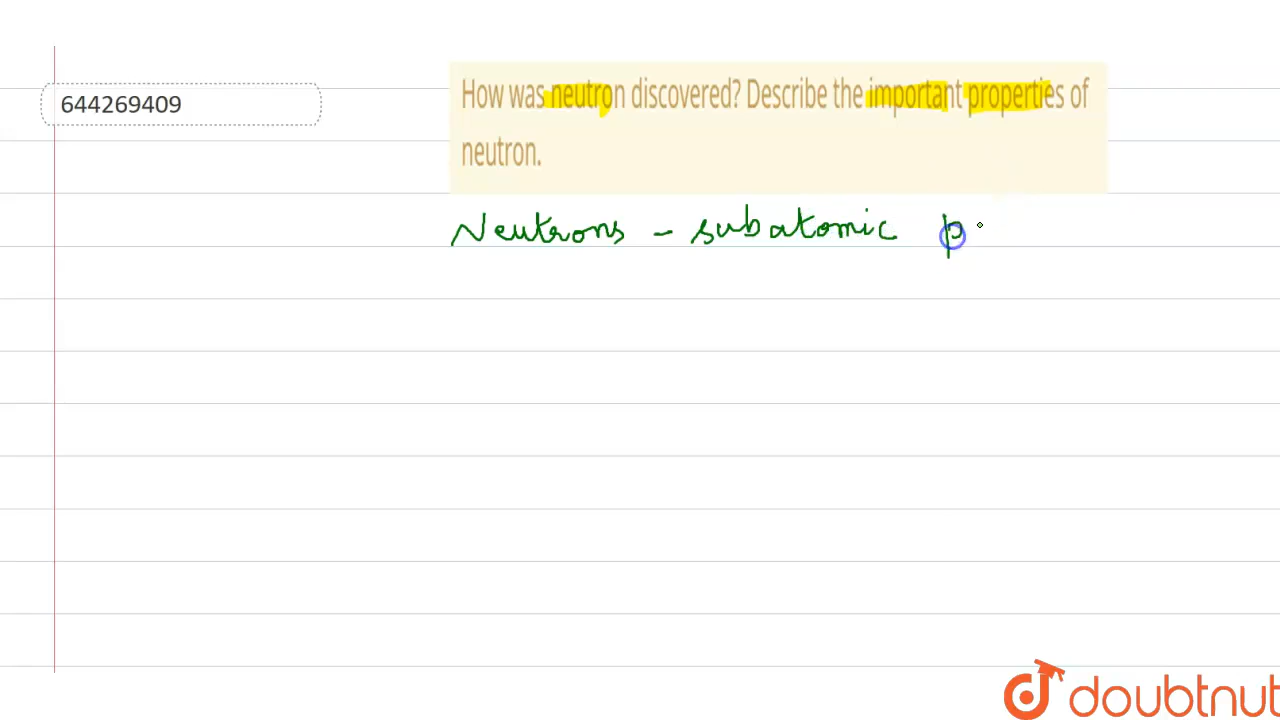 644269409
How was neutron discovered? Describe the important properties of
neutron.
Neutrons - subatomic p
doubtnut